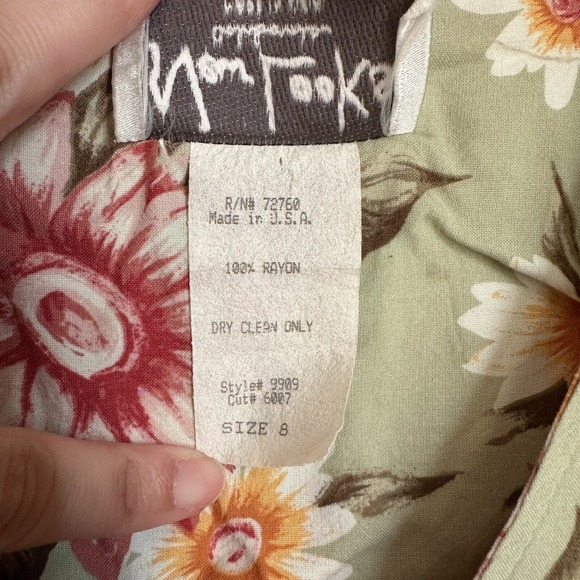 R/N# 72760
Made in U.S.A.
100% RAYON
DRY CLEAN ONLY
Style# 9909
Cut# 6007
SIZE 8